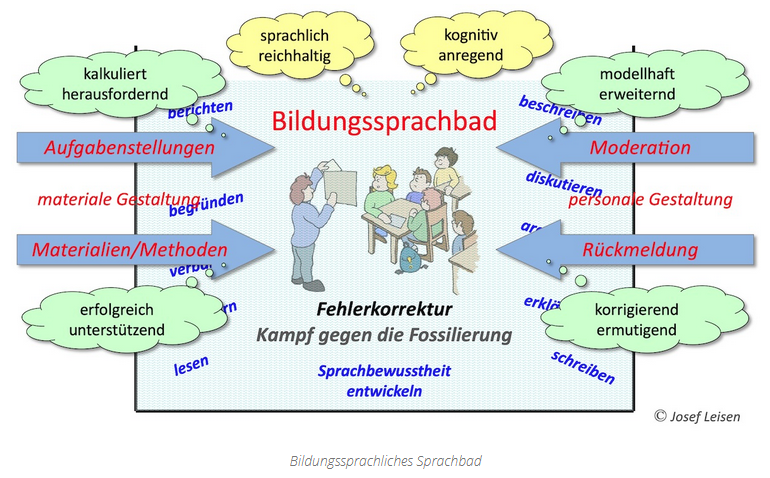 sprachlich
reichhaltig
kognitiv
anregend
kalkuliert
herausfordernd
modellhaft
erweiternd
berichten
beschreiben
Bildungssprachbad
Aufgabenstellungen
Moderation
diskutieren
materiale Gestaltung
personale Gestaltung
begründen
Materialien/Methoden
Rückmeldung
erfolgreich
unterstützend
korrigierend
ermutigend
Fehlerkorrektur
Kampf gegen die Fossilierung
lesen
schreiben
Sprachbewusstheit
entwickeln
© Josef Leisen
Bildungssprachliches Sprachbad